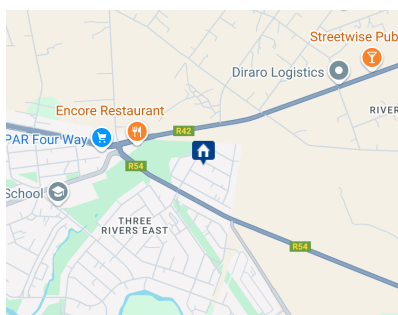 Streetwise Pub
Diraro Logistics
RIVER
Encore Restaurant
R42
PAR Four Way
R54
School
THREE
RIVERS EAST
R54